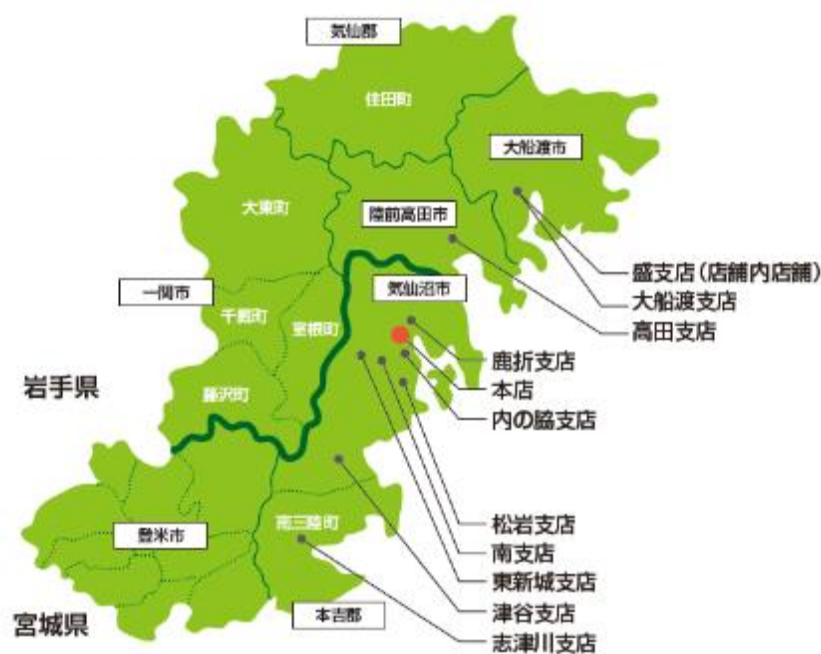 気仙郡
住田町
大船渡市
大東町
陸前高田市
盛支店(店舗内店舗)
大船渡支店
高田支店
一関市
気仙沼市
千厩町
室根町
鹿折支店
本店
内の脇支店
岩手県
藤沢町
松岩支店
南支店
東新城支店
津谷支店
志津川支店
登米市
南三陸町
本吉郡
宮城県